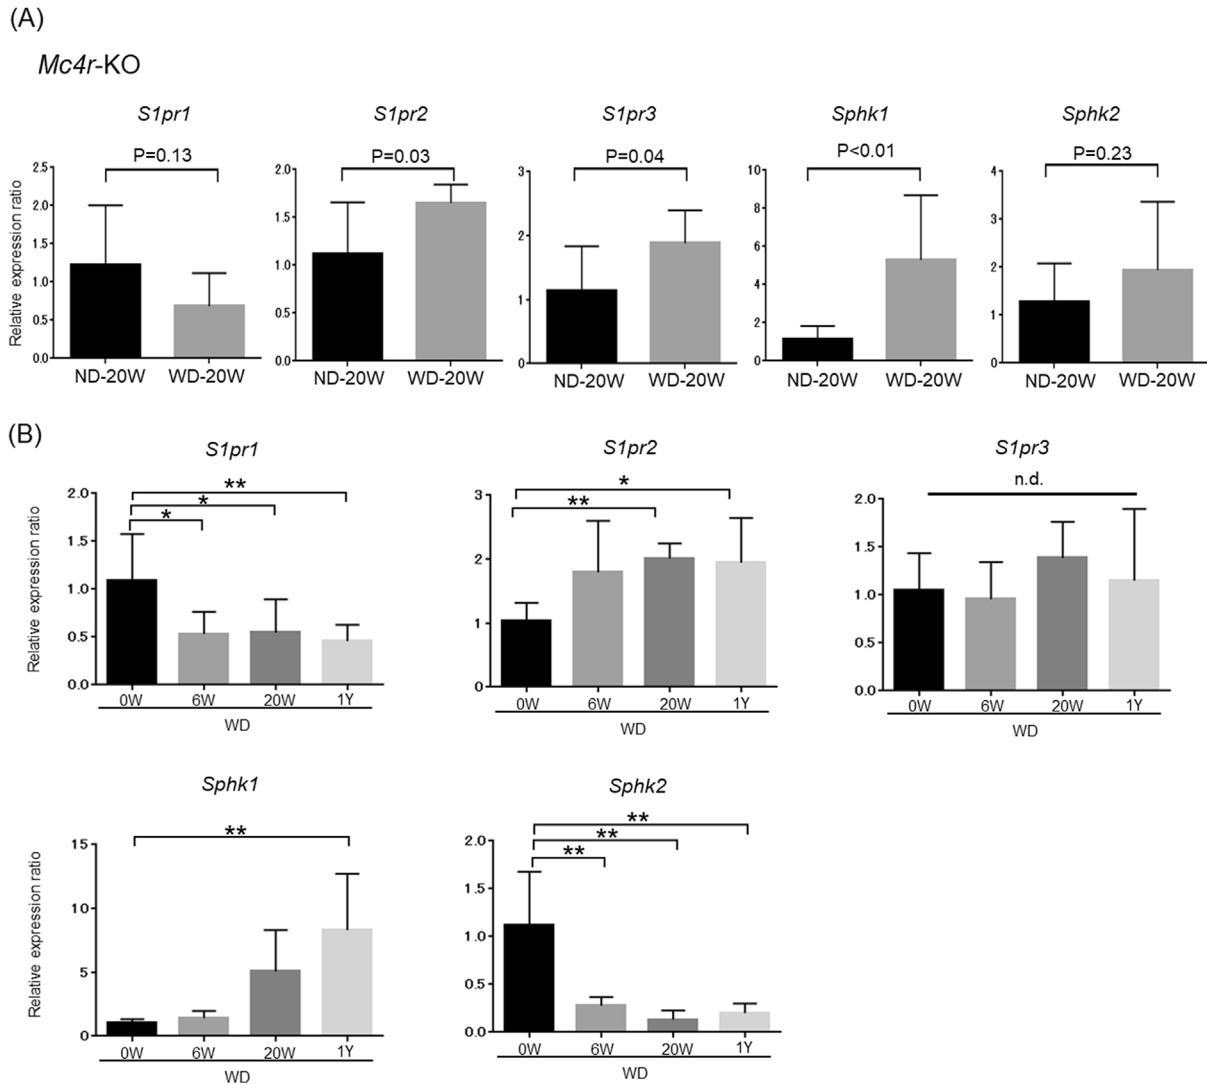 (A)
Mc4r-KO
S1pr1 S1pr2 S1pr3 Sphk1 Sphk2
P=0.13 P=0.03 P=0.04 P<0.01 P=0.23
Relative expression ratio
2.5 2.0 1.5 1.0 0.5 0.0
ND-20W WD-20W
2.0 1.5 1.0 0.5 0.0
ND-20W WD-20W
3 2 1 0
ND-20W WD-20W
10 8 6 4 2 0
ND-20W WD-20W
4 3 2 1 0
ND-20W WD-20W
(B)
S1pr1
Relative expression ratio
2.0 1.5 1.0 0.5 0.0
**
*
*
0W 6W 20W 1Y
WD
S1pr2
3 2 1 0
*
**
0W 6W 20W 1Y
WD
S1pr3
n.d.
2.0 1.5 1.0 0.5 0.0
0W 6W 20W 1Y
WD
Sphk1
Relative expression ratio
15 10 5 0
**
0W 6W 20W 1Y
WD
Sphk2
2.0 1.5 1.0 0.5 0.0
**
**
**
0W 6W 20W 1Y
WD